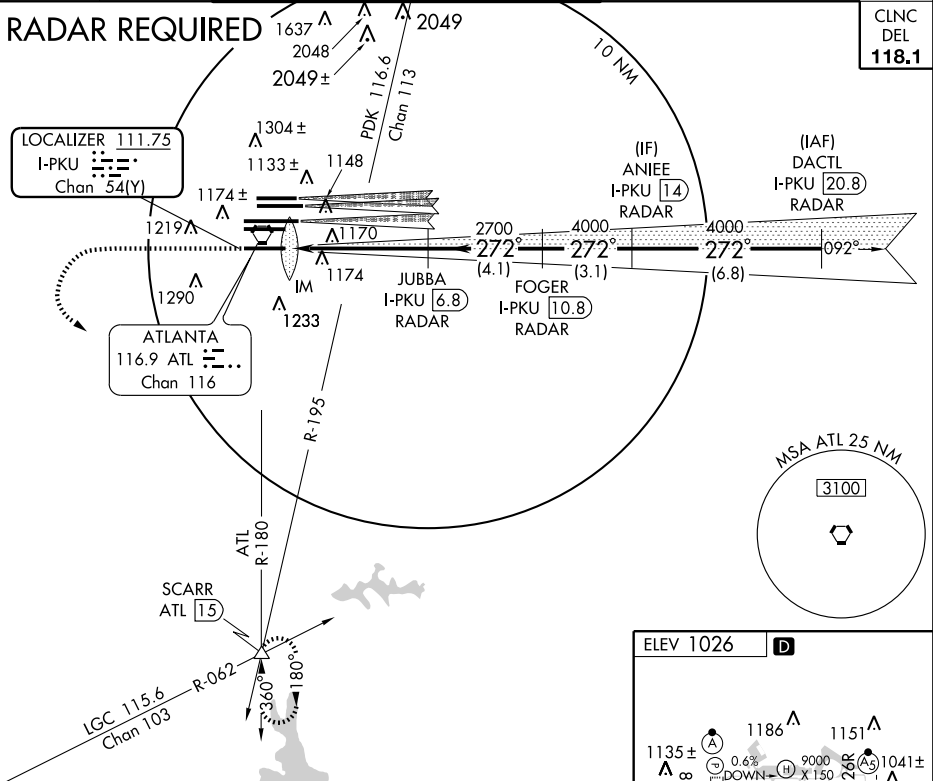 RADAR REQUIRED
CLNC
DEL
118.1
1637
2049
2048
2049±
10 NM
PDK 116.6
Chan 113
LOCALIZER 111.75
I-PKU
Chan 54(Y)
1304±
1133±
1148
1174±
1219
1170
1174
1290
IM
1233
(IF)
ANIEE
I-PKU 14
RADAR
(IAF)
DACTL
I-PKU 20.8
RADAR
2700
4000
4000
272°
272°
272°
092°
(4.1)
(3.1)
(6.8)
JUBBA
I-PKU 6.8
RADAR
FOGER
I-PKU 10.8
RADAR
ATLANTA
116.9 ATL
Chan 116
R-195
ATL
R-180
MSA ATL 25 NM
3100
SCARR
ATL 15
360°
180°
LGC 115.6
Chan 103
R-062
ELEV 1026
D
1186
1151
1135±
A
P
0.6%
DOWN
H
9000
X 150
26R
A5
1041±
8